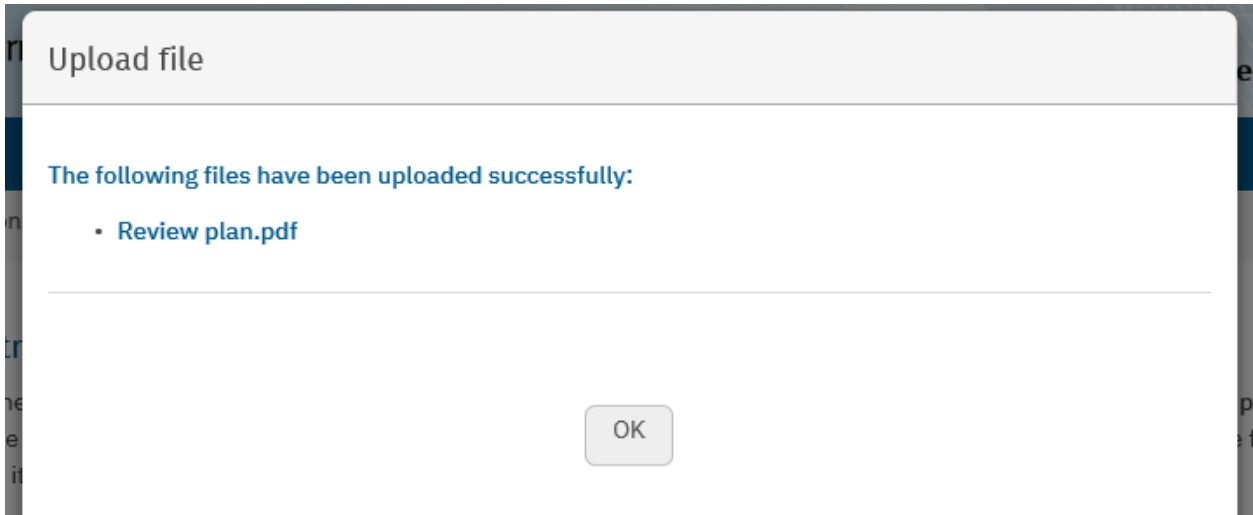 Upload file
The following files have been uploaded successfully:
• Review plan.pdf
OK